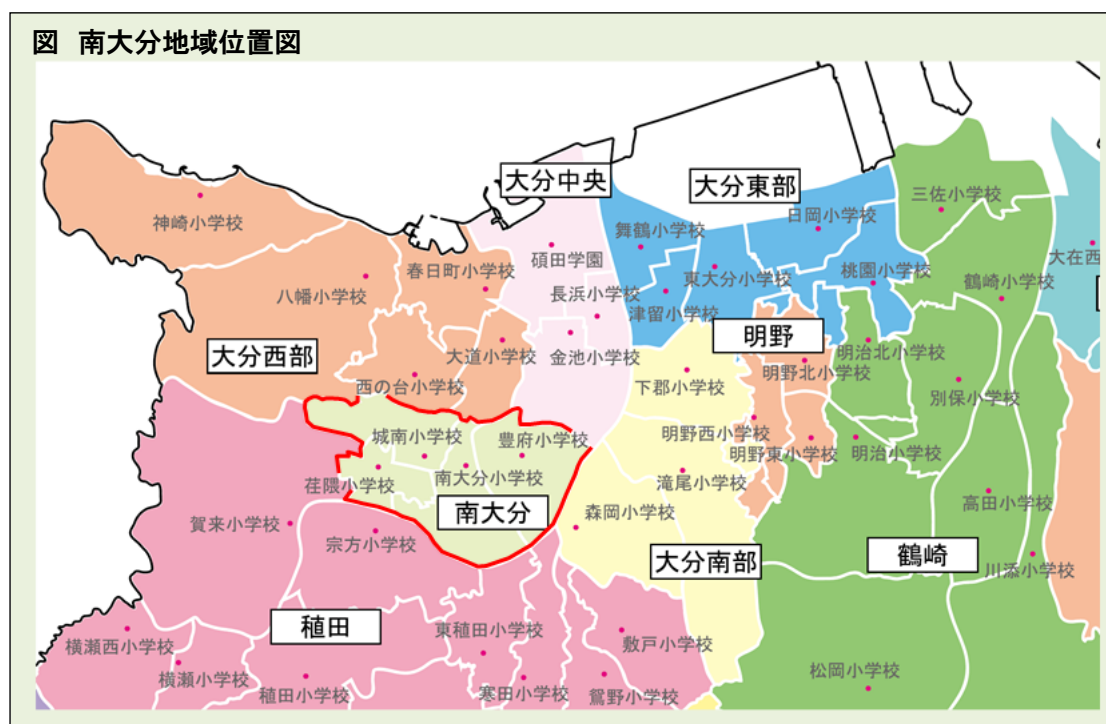 図 南大分地域位置図
大分中央
大分東部
三佐小学校
神崎小学校
舞鶴小学校
日岡小学校
碩田学園
春日町小学校
東大分小学校
桃園小学校
大在西
八幡小学校
長浜小学校
鶴崎小学校
津留小学校
大分西部
大道小学校
金池小学校
明野
明治北小学校
西の台小学校
下郡小学校
明野北小学校
別保小学校
城南小学校
豊府小学校
明野西小学校
明野東小学校
明治小学校
荏隈小学校
南大分小学校
滝尾小学校
高田小学校
南大分
森岡小学校
賀来小学校
宗方小学校
大分南部
鶴崎
川添小学校
稙田
東稙田小学校
敷戸小学校
横瀬西小学校
横瀬小学校
稙田小学校
寒田小学校
鴛野小学校
松岡小学校